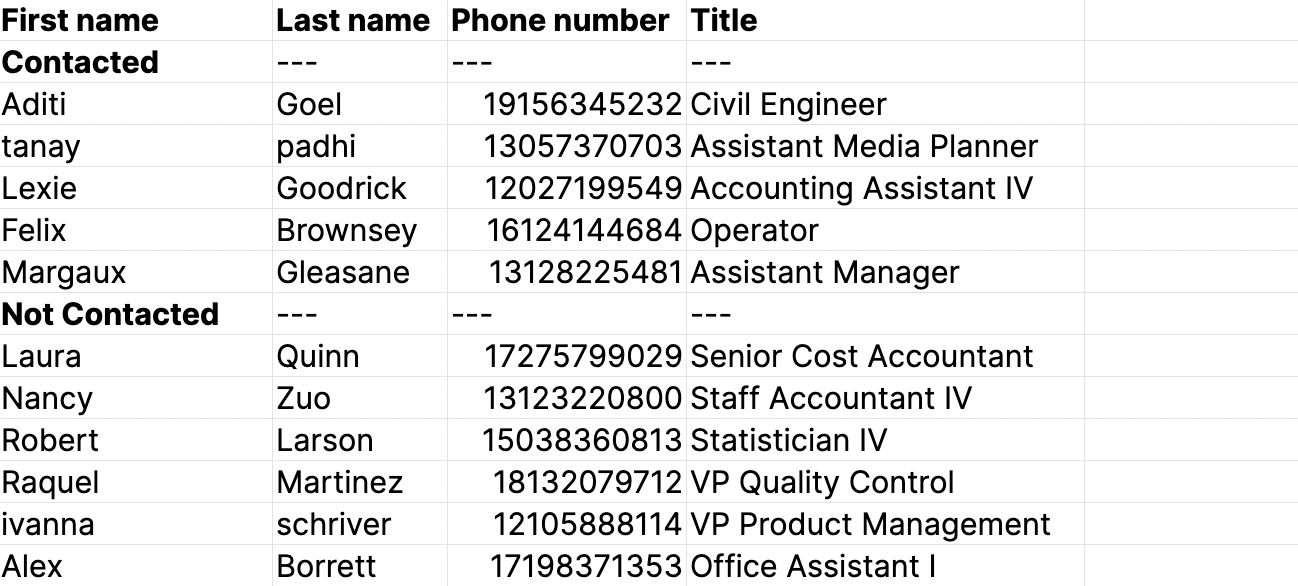 First name Last name Phone number Title
Contacted --- --- ---
Aditi Goel 19156345232 Civil Engineer
tanay padhi 13057370703 Assistant Media Planner
Lexie Goodrick 12027199549 Accounting Assistant IV
Felix Brownsey 16124144684 Operator
Margaux Gleasane 13128225481 Assistant Manager
Not Contacted --- --- ---
Laura Quinn 17275799029 Senior Cost Accountant
Nancy Zuo 13123220800 Staff Accountant IV
Robert Larson 15038360813 Statistician IV
Raquel Martinez 18132079712 VP Quality Control
ivanna schriver 12105888114 VP Product Management
Alex Borrett 17198371353 Office Assistant I